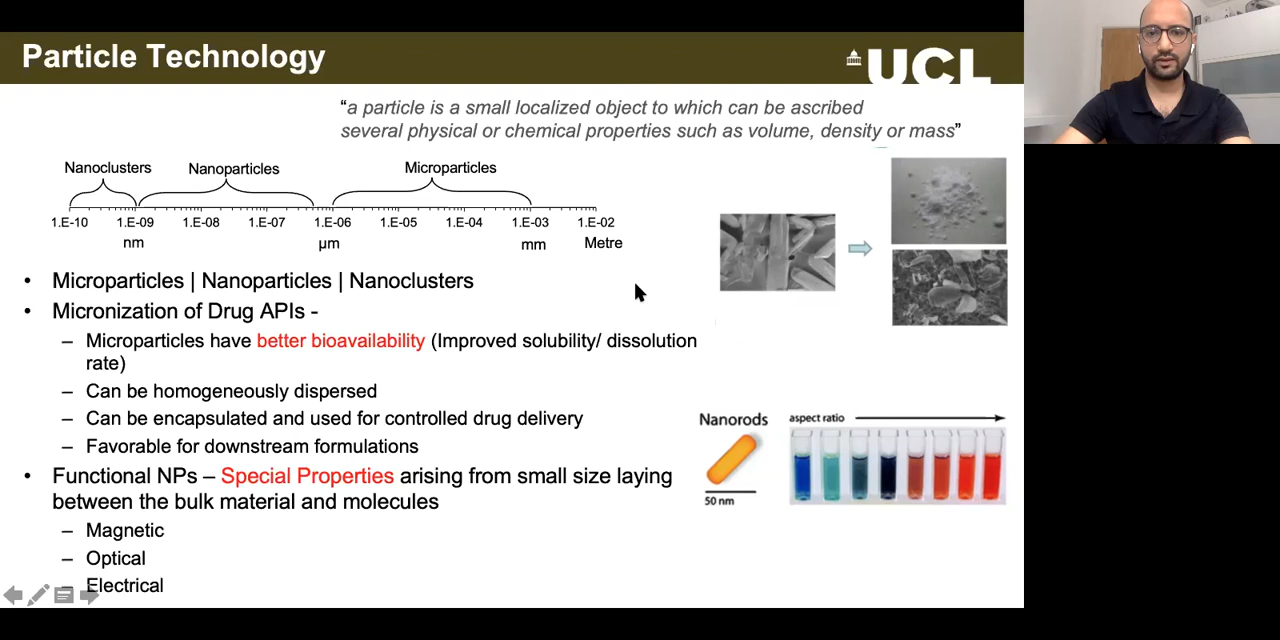 Particle Technology
UCL
“a particle is a small localized object to which can be ascribed
several physical or chemical properties such as volume, density or mass”
Nanoclusters Nanoparticles Microparticles
1.E-10 1.E-09 1.E-08 1.E-07 1.E-06 1.E-05 1.E-04 1.E-03 1.E-02
nm µm mm Metre
• Microparticles | Nanoparticles | Nanoclusters
• Micronization of Drug APIs -
– Microparticles have better bioavailability (Improved solubility/ dissolution
rate)
– Can be homogeneously dispersed
– Can be encapsulated and used for controlled drug delivery
– Favorable for downstream formulations
• Functional NPs – Special Properties arising from small size laying
between the bulk material and molecules
– Magnetic
– Optical
– Electrical
Nanorods
50 nm
aspect ratio